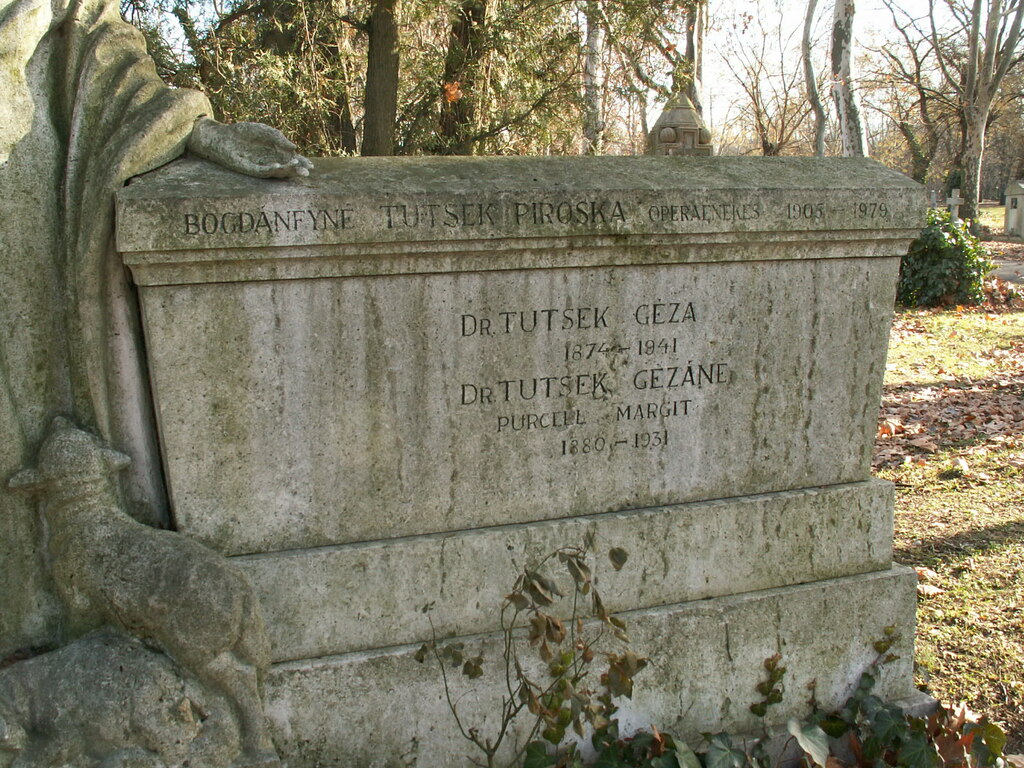 BOGDÁNFYNÉ TUTSEK PIROSKA OPERAÉNEKES 1905 – 1979
DR. TUTSEK GÉZA
1874 – 1941
DR. TUTSEK GÉZÁNÉ
PURCELL MARGIT
1880 – 1931